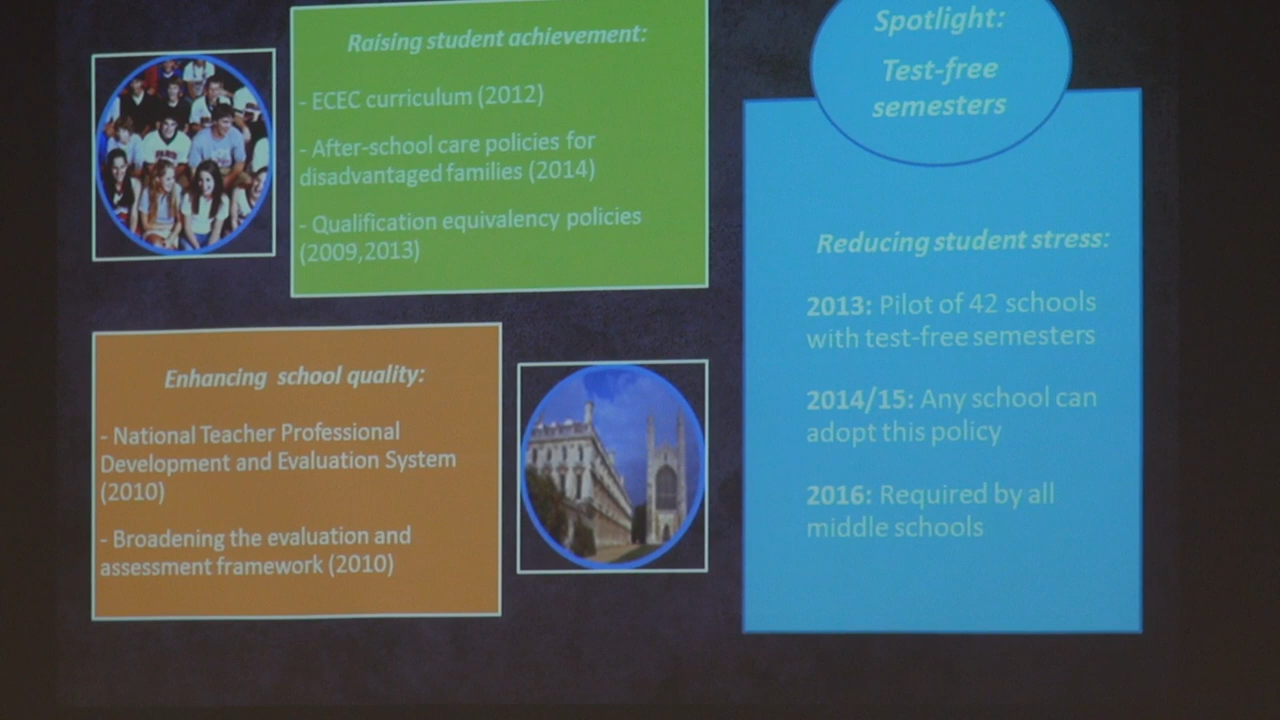 Raising student achievement:
- ECEC curriculum (2012)
- After-school care policies for
disadvantaged families (2014)
- Qualification equivalency policies
(2009,2013)
Enhancing school quality:
- National Teacher Professional
Development and Evaluation System
(2010)
- Broadening the evaluation and
assessment framework (2010)
Spotlight:
Test-free
semesters
Reducing student stress:
2013: Pilot of 42 schools
with test-free semesters
2014/15: Any school can
adopt this policy
2016: Required by all
middle schools